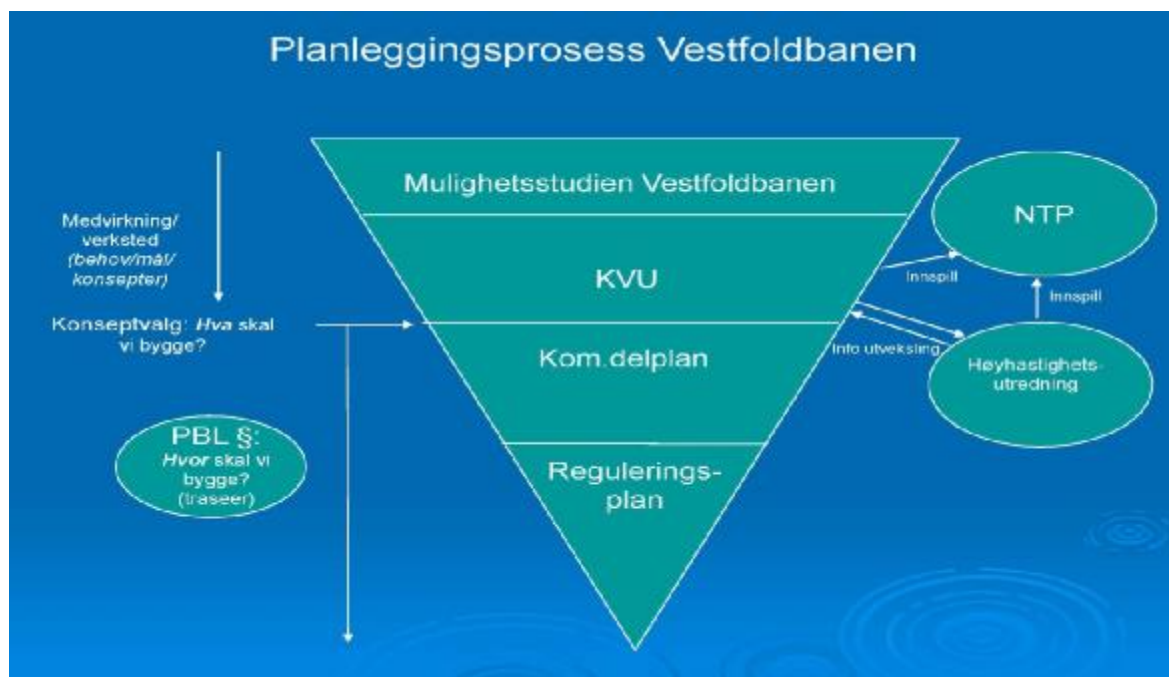 Planleggingsprosess Vestfoldbanen
Medvirkning/
verksted
(behov/mål/
konsepter)
Konseptvalg: Hva skal
vi bygge?
PBL §:
Hvor skal vi
bygge?
(traseer)
Mulighetsstudien Vestfoldbanen
KVU
Kom.delplan
Regulerings-
plan
NTP
Innspill
Innspill
Info utveksling
Høyhastighets-
utredning